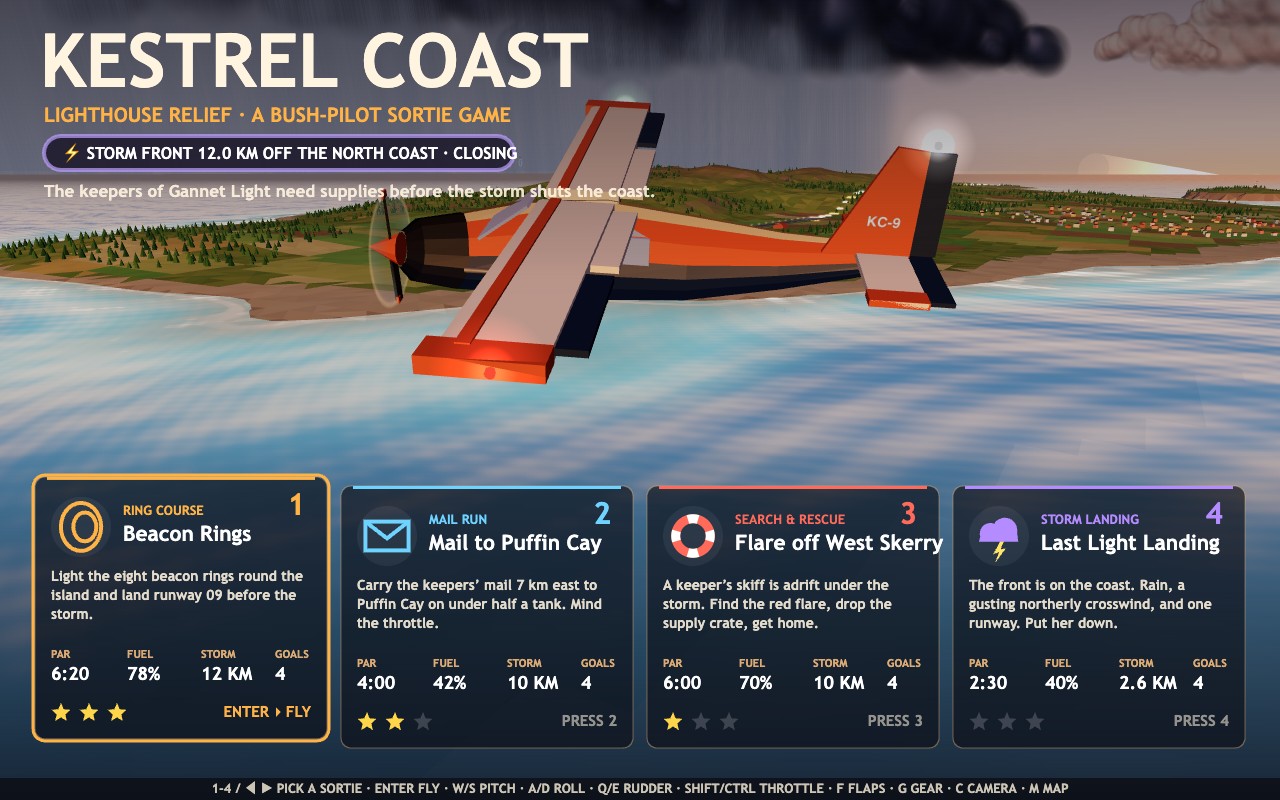 KESTREL COAST
LIGHTHOUSE RELIEF · A BUSH-PILOT SORTIE GAME
⚡ STORM FRONT 12.0 KM OFF THE NORTH COAST · CLOSING
The keepers of Gannet Light need supplies before the storm shuts the coast.
KC-9
RING COURSE 1
Beacon Rings
Light the eight beacon rings round the
island and land runway 09 before the
storm.
PAR FUEL STORM GOALS
6:20 78% 12 KM 4
ENTER ▸ FLY
MAIL RUN 2
Mail to Puffin Cay
Carry the keepers’ mail 7 km east to
Puffin Cay on under half a tank. Mind
the throttle.
PAR FUEL STORM GOALS
4:00 42% 10 KM 4
PRESS 2
SEARCH & RESCUE 3
Flare off West Skerry
A keeper’s skiff is adrift under the
storm. Find the red flare, drop the
supply crate, get home.
PAR FUEL STORM GOALS
6:00 70% 10 KM 4
PRESS 3
STORM LANDING 4
Last Light Landing
The front is on the coast. Rain, a
gusting northerly crosswind, and one
runway. Put her down.
PAR FUEL STORM GOALS
2:30 40% 2.6 KM 4
PRESS 4
1-4 / ◀ ▶ PICK A SORTIE · ENTER FLY · W/S PITCH · A/D ROLL · Q/E RUDDER · SHIFT/CTRL THROTTLE · F FLAPS · G GEAR · C CAMERA · M MAP